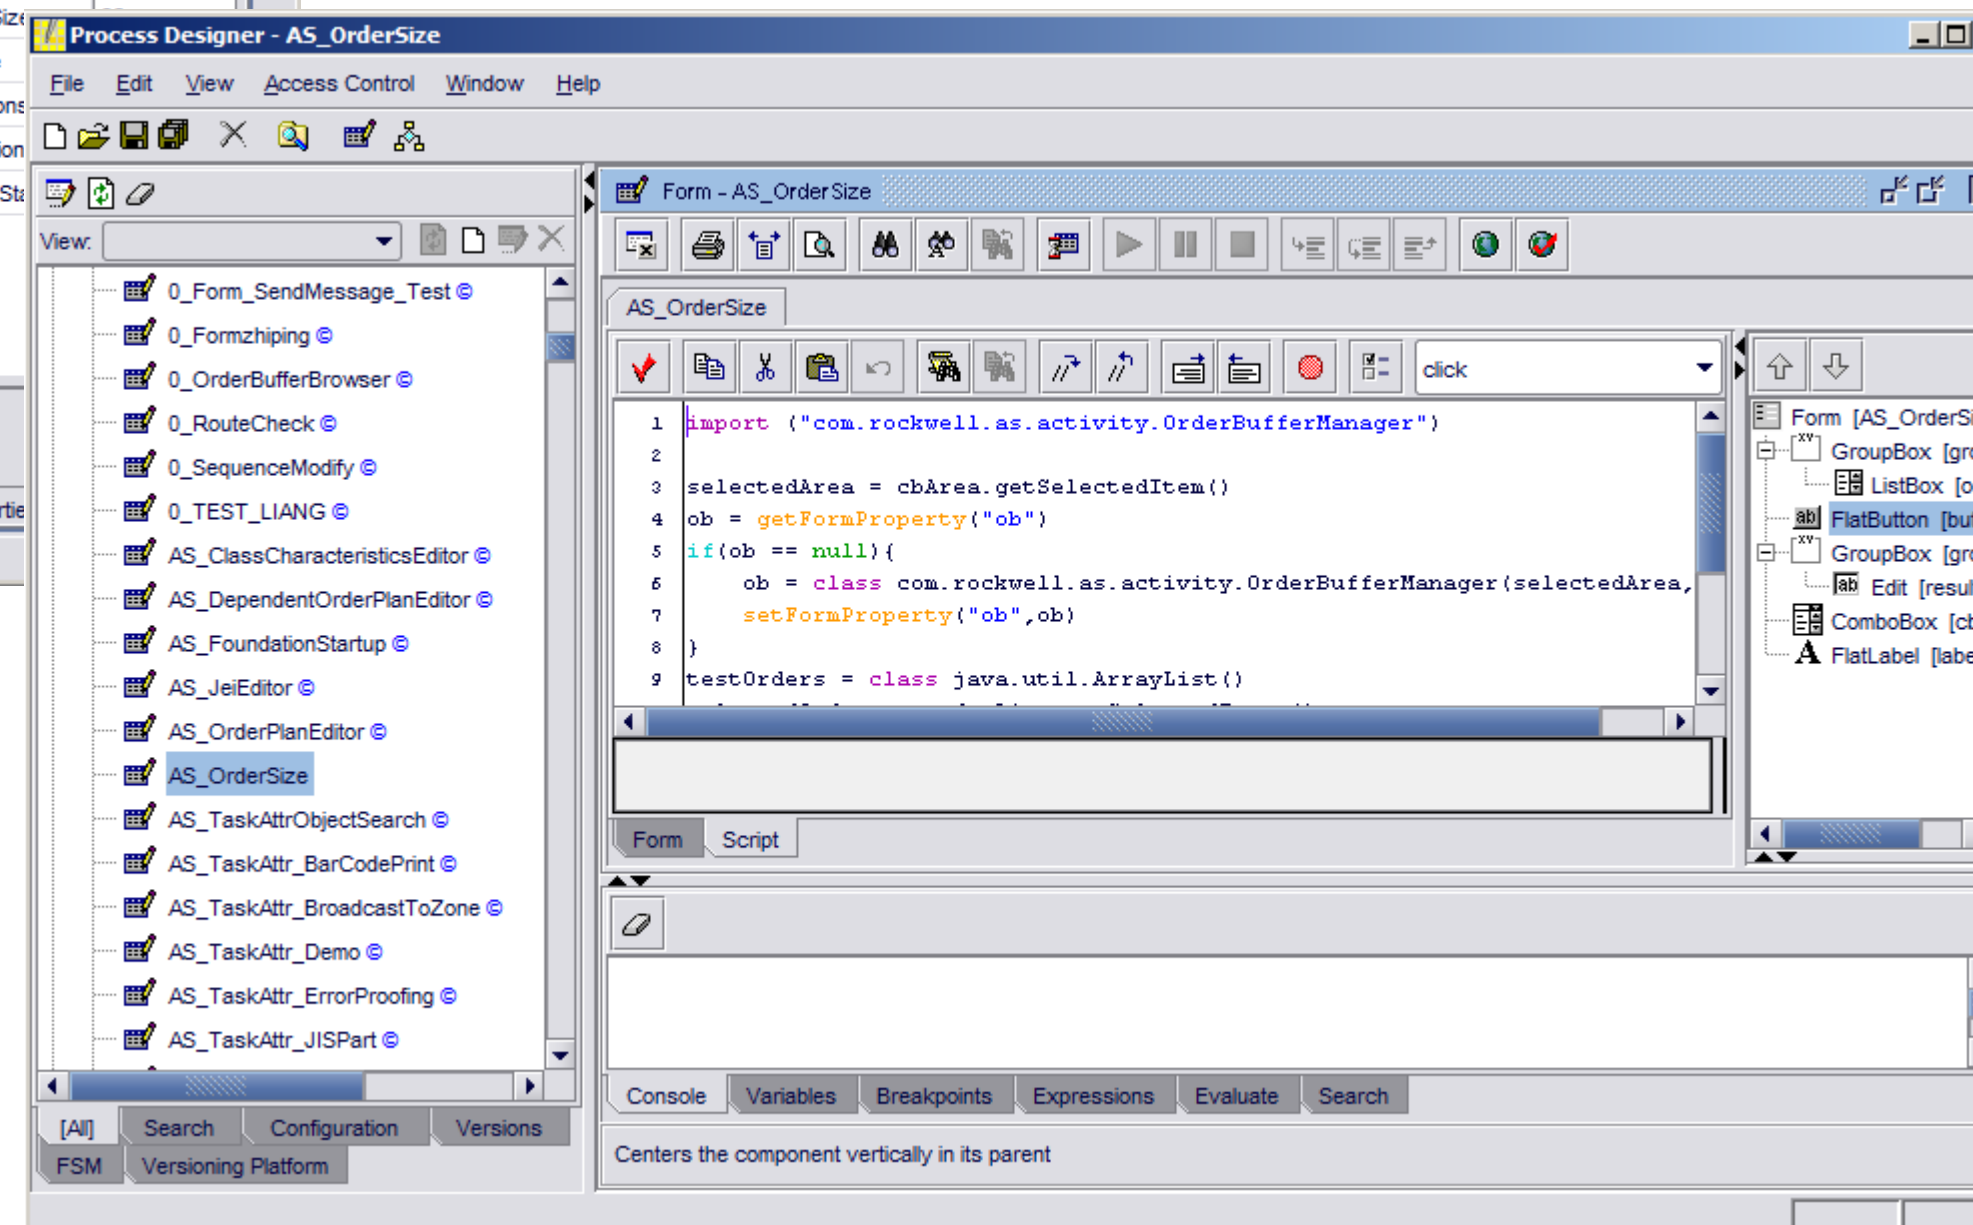 Process Designer - AS_OrderSize
File Edit View Access Control Window Help
View:
0_Form_SendMessage_Test ©
0_Formzhiping ©
0_OrderBufferBrowser ©
0_RouteCheck ©
0_SequenceModify ©
0_TEST_LIANG ©
AS_ClassCharacteristicsEditor ©
AS_DependentOrderPlanEditor ©
AS_FoundationStartup ©
AS_JeiEditor ©
AS_OrderPlanEditor ©
AS_OrderSize
AS_TaskAttrObjectSearch ©
AS_TaskAttr_BarCodePrint ©
AS_TaskAttr_BroadcastToZone ©
AS_TaskAttr_Demo ©
AS_TaskAttr_ErrorProofing ©
AS_TaskAttr_JISPart ©
[All] Search Configuration Versions
FSM Versioning Platform
Form - AS_OrderSize
AS_OrderSize
click
1 import ("com.rockwell.as.activity.OrderBufferManager")
2
3 selectedArea = cbArea.getSelectedItem()
4 ob = getFormProperty("ob")
5 if(ob == null){
6 ob = class com.rockwell.as.activity.OrderBufferManager(selectedArea,
7 setFormProperty("ob",ob)
8 }
9 testOrders = class java.util.ArrayList()
Form Script
Form [AS_OrderSi
GroupBox [gro
ListBox [o
FlatButton [but
GroupBox [gro
Edit [resul
ComboBox [cb
FlatLabel [labe
Console Variables Breakpoints Expressions Evaluate Search
Centers the component vertically in its parent